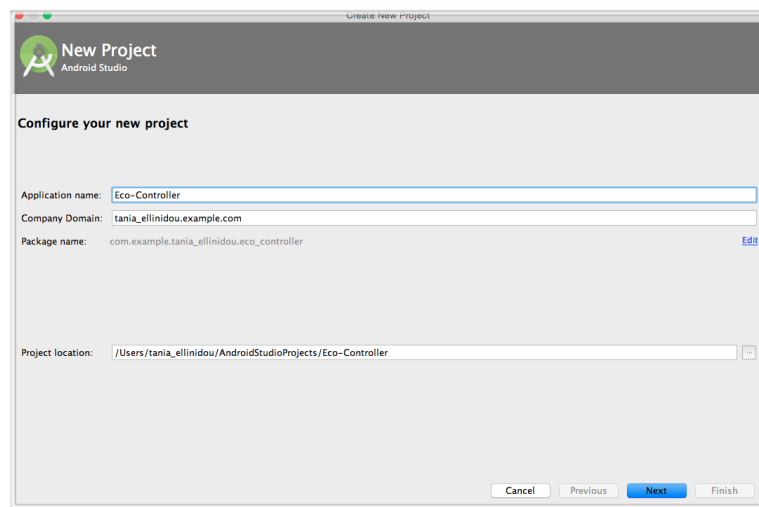 Create New Project
New Project
Android Studio
Configure your new project
Application name: Eco-Controller
Company Domain: tania_ellinidou.example.com
Package name: com.example.tania_ellinidou.eco_controller Edit
Project location: /Users/tania_ellinidou/AndroidStudioProjects/Eco-Controller ...
Cancel Previous Next Finish